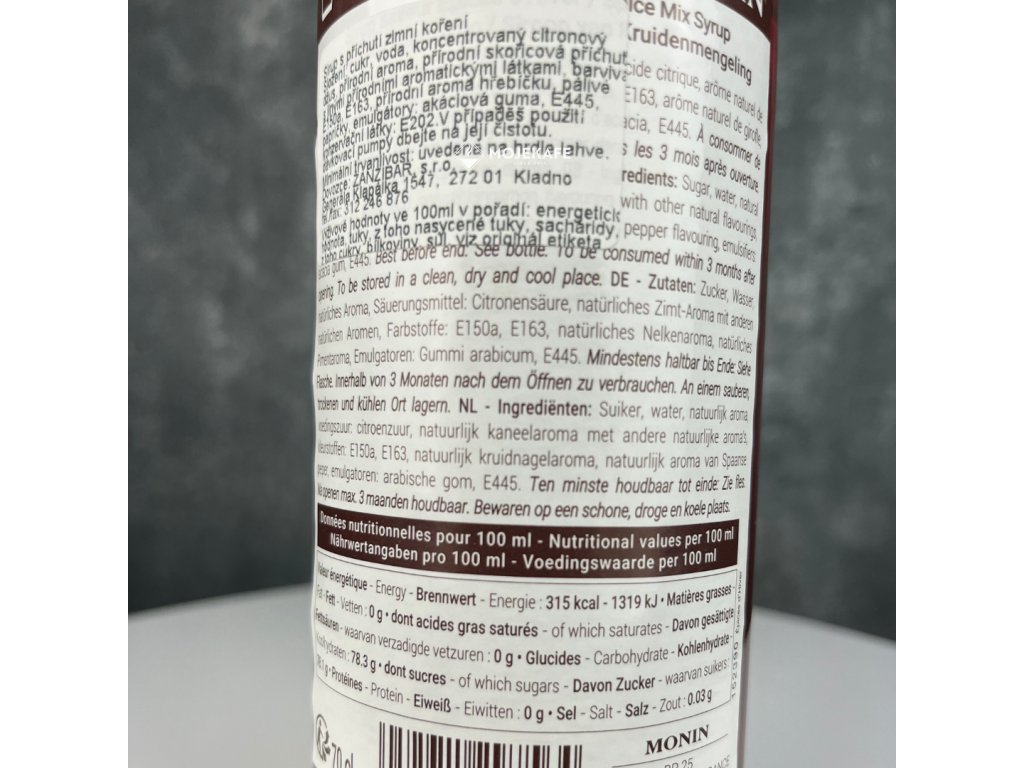 ice Mix Syrup
Kruidenmengeling
Sirup s příchutí zimní koření
Složení: cukr, voda, koncentrovaný citronový
přírodní aroma, přírodní skořicová příchuť
přírodními aromatickými látkami, barviva
E163, přírodní aroma hřebíčku, pálivé
emulgátory: akáciová guma, E445,
látky: E202. V případěš použití
pumpy dbejte na její čistotu.
Minimální trvanlivost: uvedeno na hrdle lahve.
MOJEKAFE
ZANZIBAR, s.r.o.
Generála Klapálka 1547, 272 01 Kladno
312 246 876
hodnoty ve 100ml v pořadí: energetick
hodnota, tuky, z toho nasycené tuky, sacharidy,
z toho cukry, bílkoviny, sůl, viz originál etiketa
citrique, arôme naturel de
E163, arôme naturel de girofle,
E445. À consommer de
les 3 mois après ouverture.
Sugar, water, natural
with other natural flavourings,
pepper flavouring, emulsifiers:
gum, E445. Best before end: See bottle. To be consumed within 3 months after
opening. To be stored in a clean, dry and cool place. DE - Zutaten: Zucker, Wasser,
natürliches Aroma, Säuerungsmittel: Citronensäure, natürliches Zimt-Aroma mit anderen
natürlichen Aromen, Farbstoffe: E150a, E163, natürliches Nelkenaroma, natürliches
Pimentaroma, Emulgatoren: Gummi arabicum, E445. Mindestens haltbar bis Ende: Siehe
Flasche. Innerhalb von 3 Monaten nach dem Öffnen zu verbrauchen. An einem sauberen,
trockenen und kühlen Ort lagern. NL - Ingrediënten: Suiker, water, natuurlijk aroma,
voedingszuur: citroenzuur, natuurlijk kaneelaroma met andere natuurlijke aroma's,
kleurstoffen: E150a, E163, natuurlijk kruidnagelaroma, natuurlijk aroma van Spaanse
peper, emulgatoren: arabische gom, E445. Ten minste houdbaar tot einde: Zie fles.
Na openen max. 3 maanden houdbaar. Bewaren op een schone, droge en koele plaats.
Données nutritionnelles pour 100 ml - Nutritional values per 100 ml
Nährwertangaben pro 100 ml - Voedingswaarde per 100 ml
Valeur énergétique - Energy - Brennwert - Energie : 315 kcal - 1319 kJ • Matières grasses -
Fat - Fett - Vetten : 0 g • dont acides gras saturés - of which saturates - Davon gesättigte
Fettsäuren - waarvan verzadigde vetzuren : 0 g • Glucides - Carbohydrate - Kohlenhydrate -
Koolhydraten : 78.3 g • dont sucres - of which sugars - Davon Zucker - waarvan suikers :
78.1 g • Protéines - Protein - Eiweiß - Eiwitten : 0 g • Sel - Salt - Salz - Zout : 0.03 g
70 cl
MONIN
BP 25